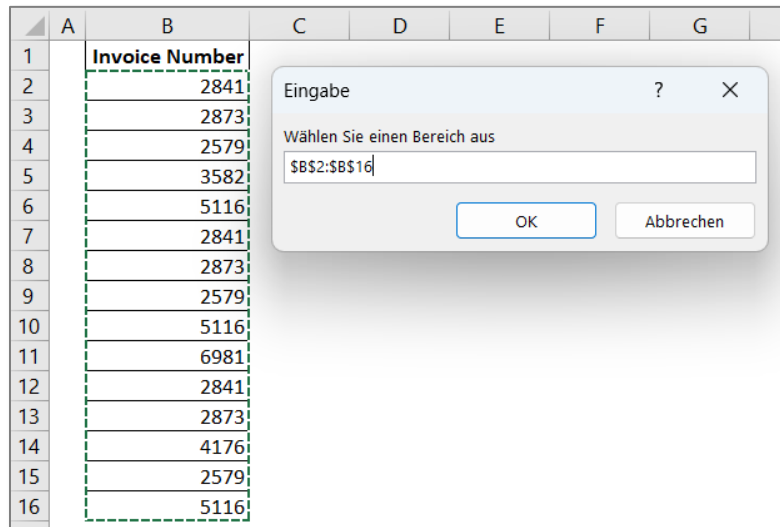 A B C D E F G
1 Invoice Number
2 2841
3 2873
4 2579
5 3582
6 5116
7 2841
8 2873
9 2579
10 5116
11 6981
12 2841
13 2873
14 4176
15 2579
16 5116
Eingabe ?
Wählen Sie einen Bereich aus
$B$2:$B$16
OK Abbrechen